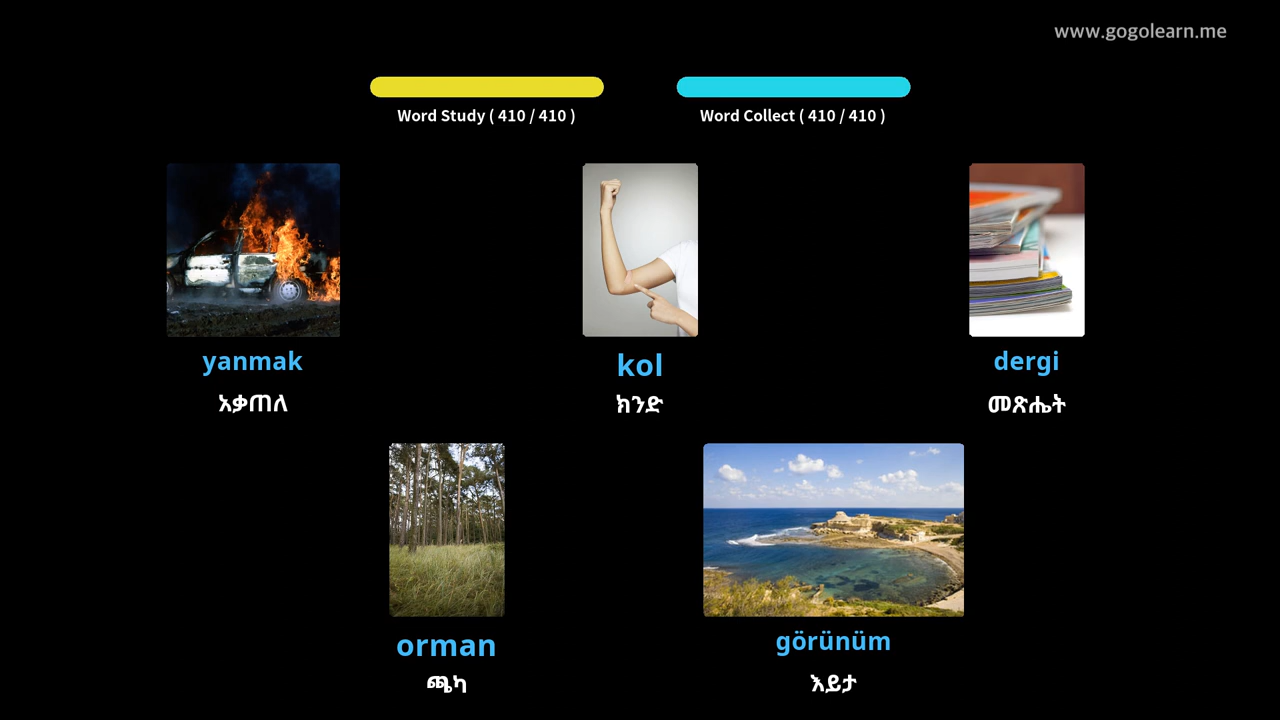 www.gogolearn.me
Word Study ( 410 / 410 )
Word Collect ( 410 / 410 )
yanmak
አቃጠለ
kol
ክንድ
dergi
መጽሔት
orman
ጫካ
görünüm
እይታ